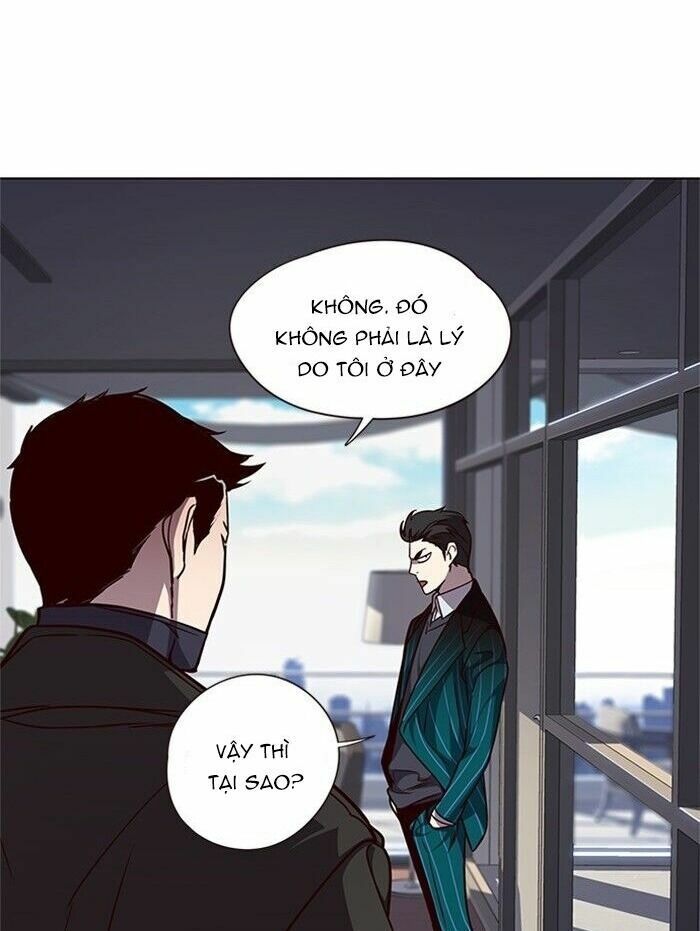 KHÔNG. ĐÓ
KHÔNG PHẢI LÀ LÝ
DO TÔI Ở ĐÂY
VẬY THÌ
TẠI SAO?